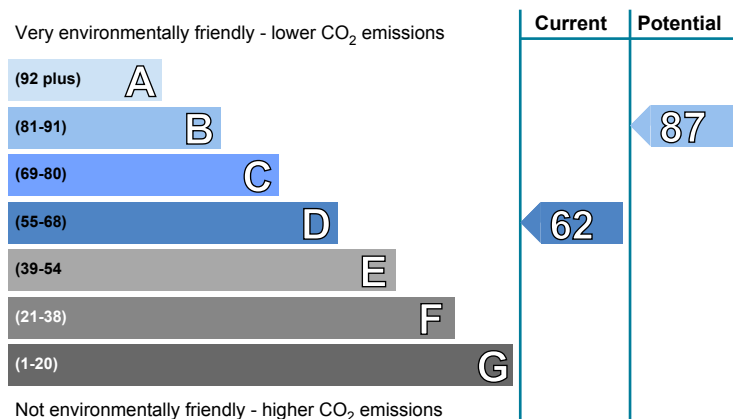 Current Potential
Very environmentally friendly - lower CO2 emissions
(92 plus) A
(81-91) B 87
(69-80) C
(55-68) D 62
(39-54 E
(21-38) F
(1-20) G
Not environmentally friendly - higher CO2 emissions